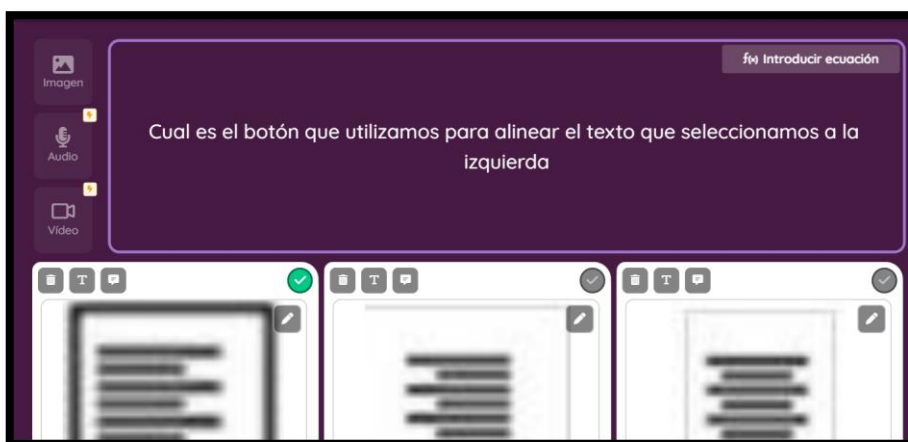 Imagen
f(x) Introducir ecuación
Audio
Cual es el botón que utilizamos para alinear el texto que seleccionamos a la
izquierda
Vídeo
T
T
T